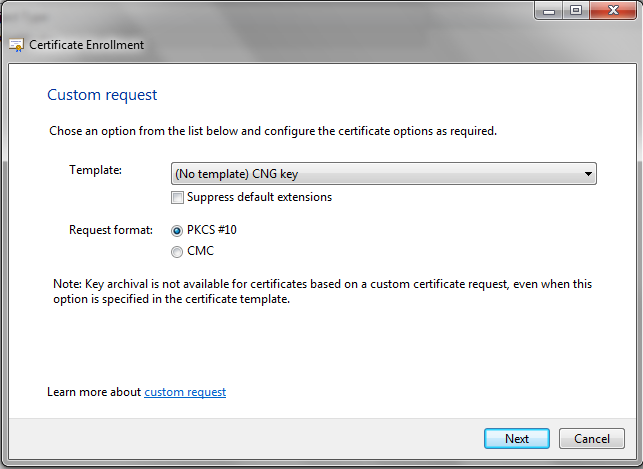 Certificate Enrollment
Custom request
Chose an option from the list below and configure the certificate options as required.
Template:
(No template) CNG key
Suppress default extensions
Request format:
PKCS #10
CMC
Note: Key archival is not available for certificates based on a custom certificate request, even when this
option is specified in the certificate template.
Learn more about custom request
Next
Cancel